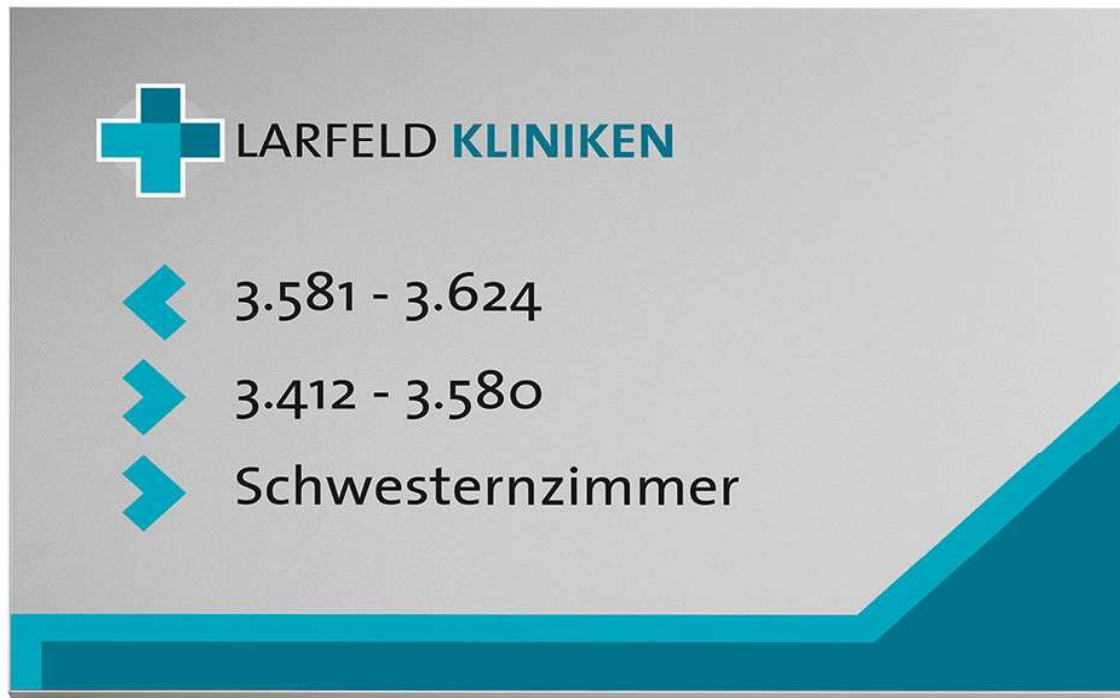 LARFELD KLINIKEN
3.581 - 3.624
3.412 - 3.580
Schwesternzimmer